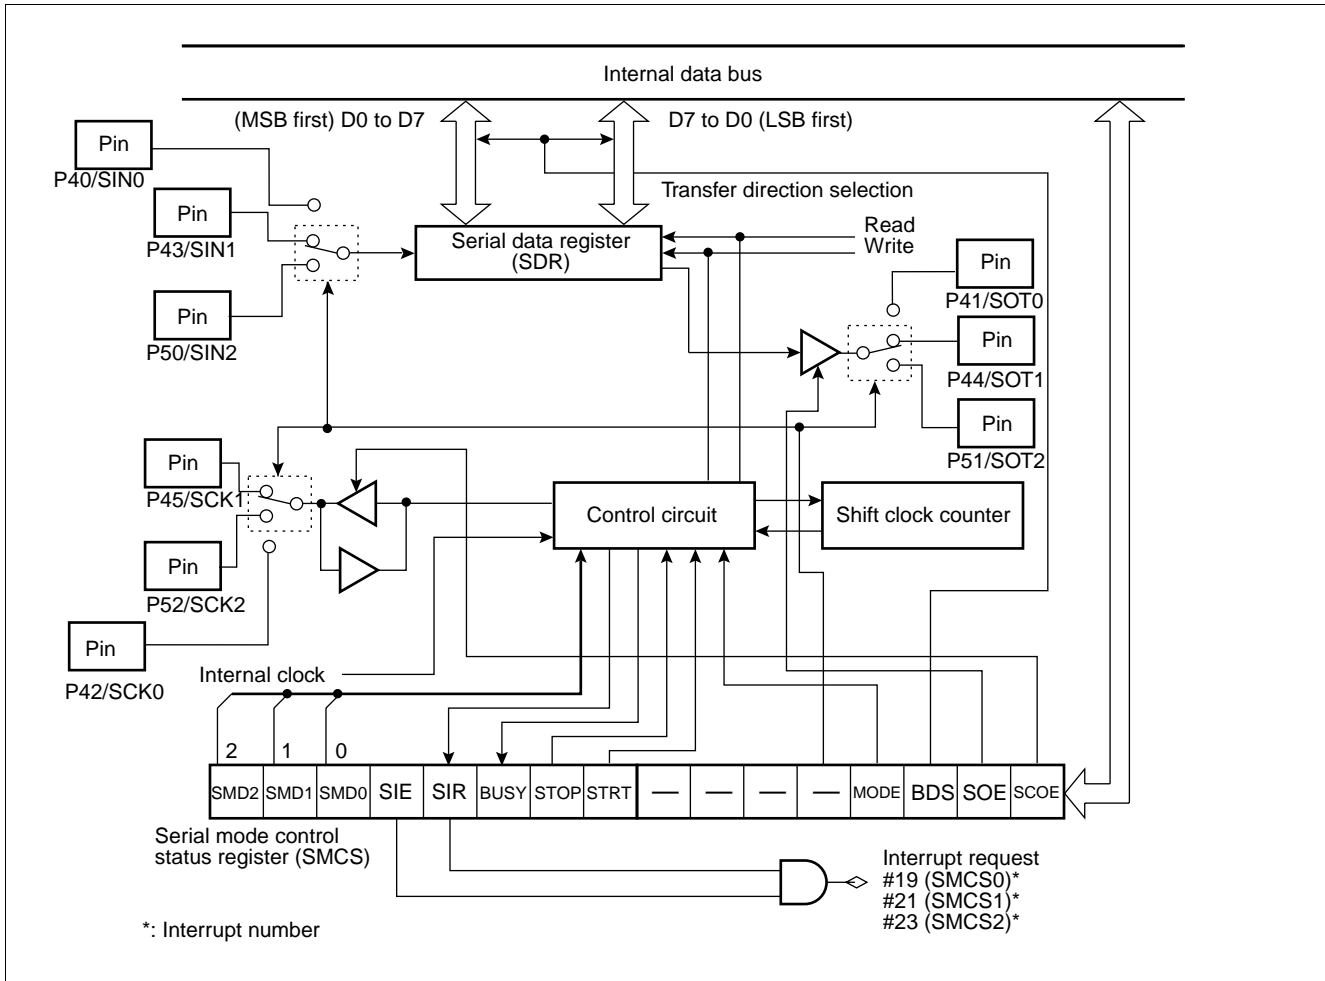 Internal data bus
(MSB first) D0 to D7
D7 to D0 (LSB first)
Pin
P40/SIN0
Transfer direction selection
Pin
P43/SIN1
Serial data register
(SDR)
Read
Write
Pin
P41/SOT0
Pin
P50/SIN2
Pin
P44/SOT1
Pin
P51/SOT2
Pin
P45/SCK1
Control circuit
Shift clock counter
Pin
P52/SCK2
Pin
P42/SCK0
Internal clock
2 1 0
SMD2 SMD1 SMD0 SIE SIR BUSY STOP STRT — — — — MODE BDS SOE SCOE
Serial mode control
status register (SMCS)
Interrupt request
#19 (SMCS0)*
#21 (SMCS1)*
#23 (SMCS2)*
*: Interrupt number